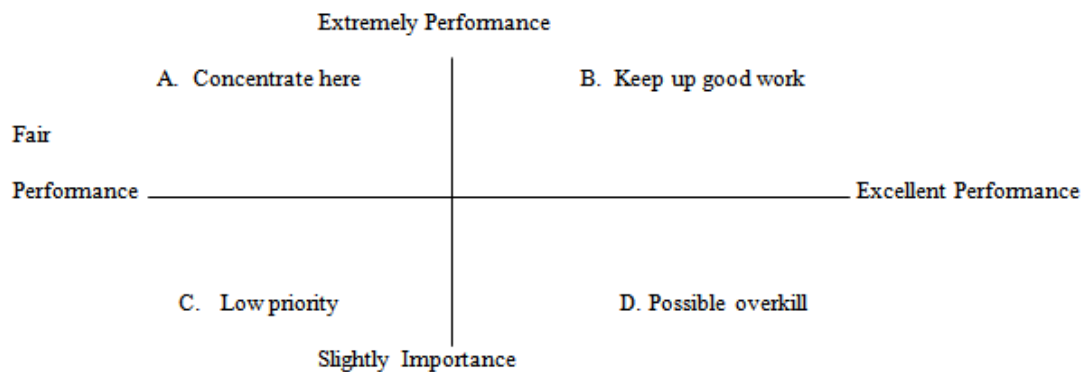 Extremely Performance
A. Concentrate here
B. Keep up good work
Fair
Performance
Excellent Performance
C. Low priority
D. Possible overkill
Slightly Importance